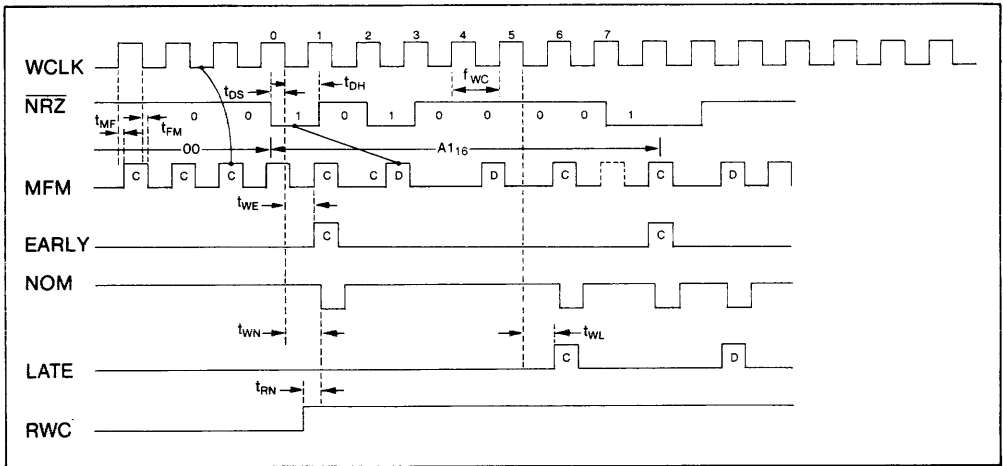 0 1 2 3 4 5 6 7
WCLK
tDS tDH fWC
NRZ
tMF tFM 0 0 1 0 1 0 0 0 0 1
00 A1₁₆
MFM C C C C C D D C C D
tWE
EARLY C C
NOM
tWN tWL
LATE C D
tRN
RWC